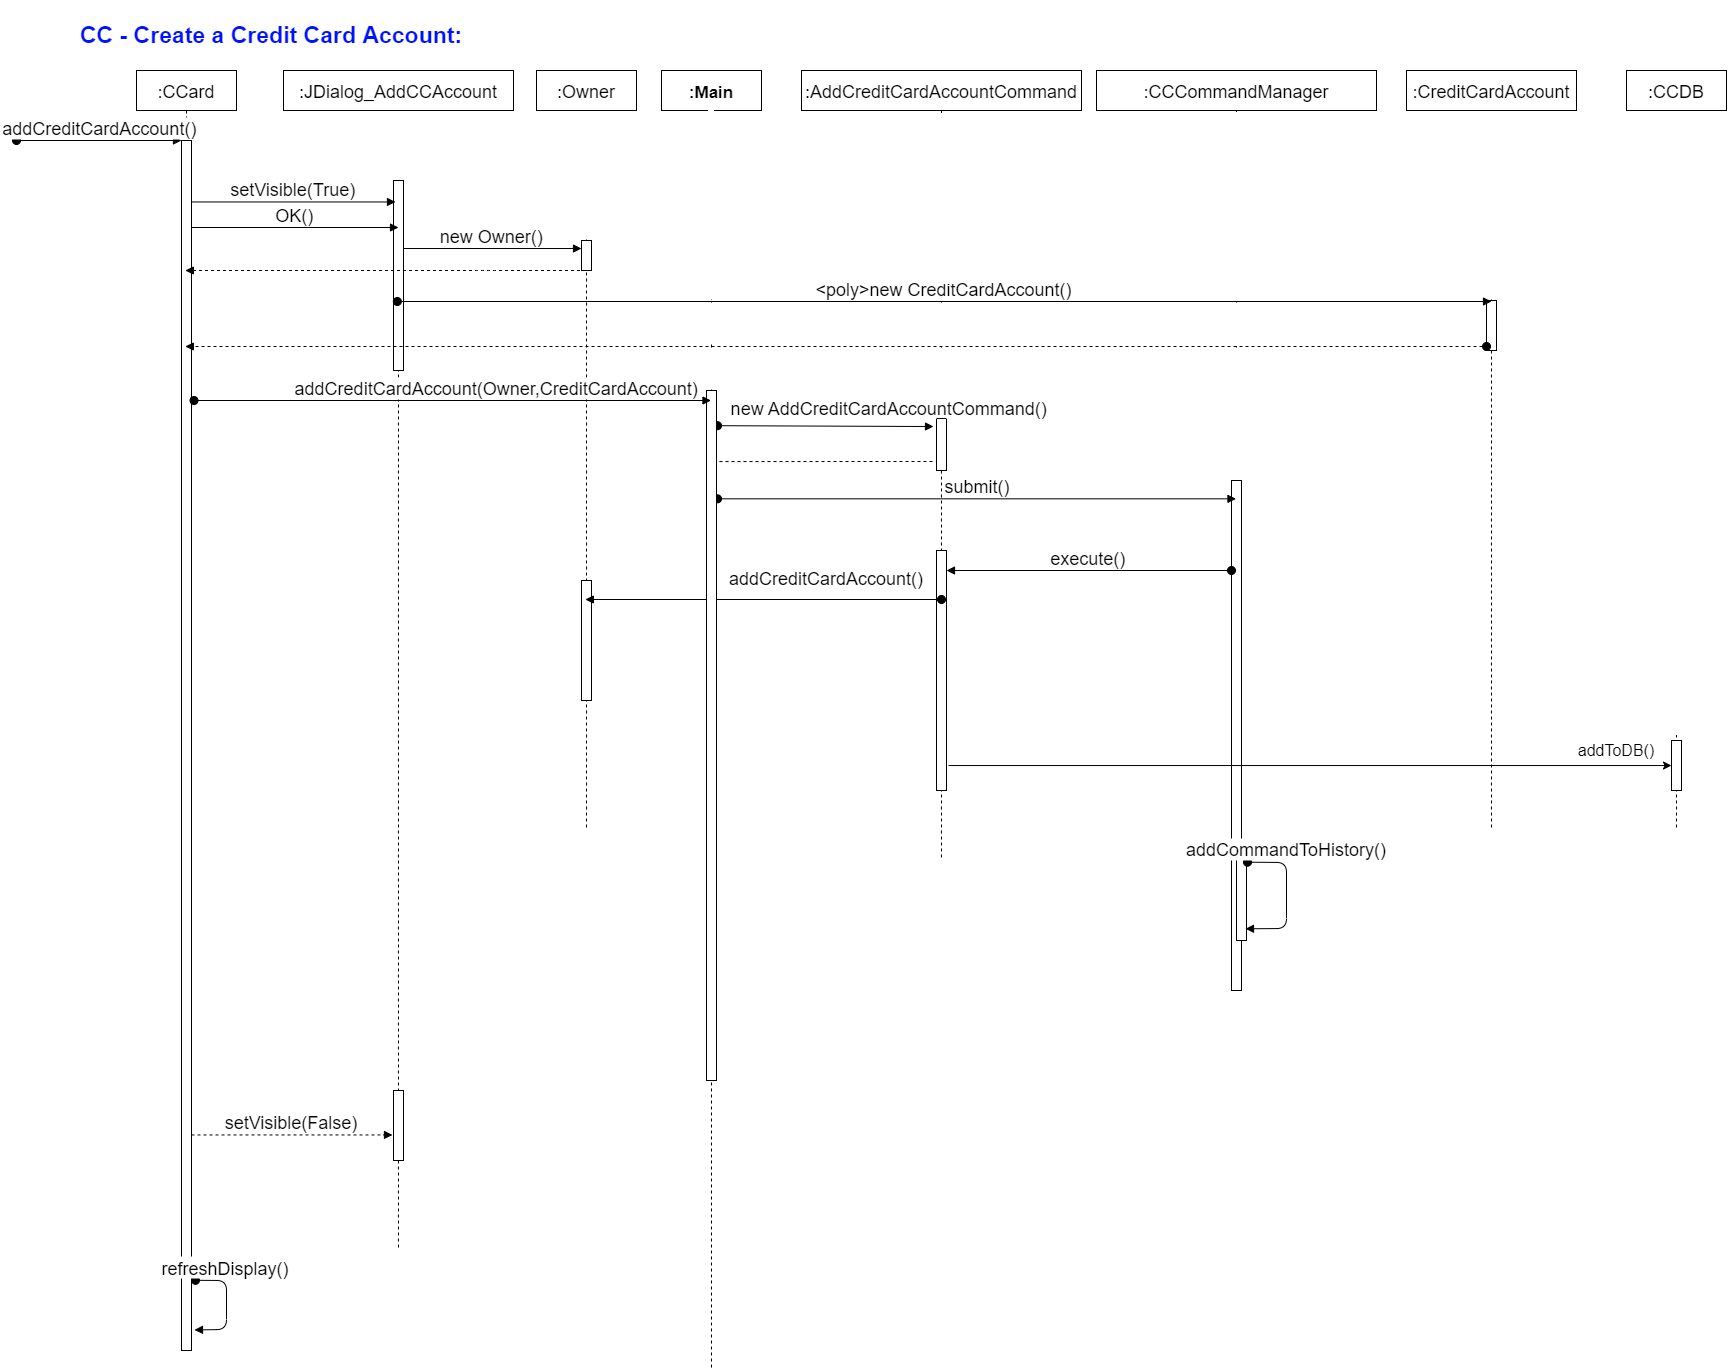 CC - Create a Credit Card Account:
:CCard
:JDialog_AddCCAccount
:Owner
:Main
:AddCreditCardAccountCommand
:CCCommandManager
:CreditCardAccount
:CCDB
addCreditCardAccount()
setVisible(True)
OK()
new Owner()
<poly>new CreditCardAccount()
addCreditCardAccount(Owner,CreditCardAccount)
new AddCreditCardAccountCommand()
submit()
execute()
addCreditCardAccount()
addToDB()
addCommandToHistory()
setVisible(False)
refreshDisplay()